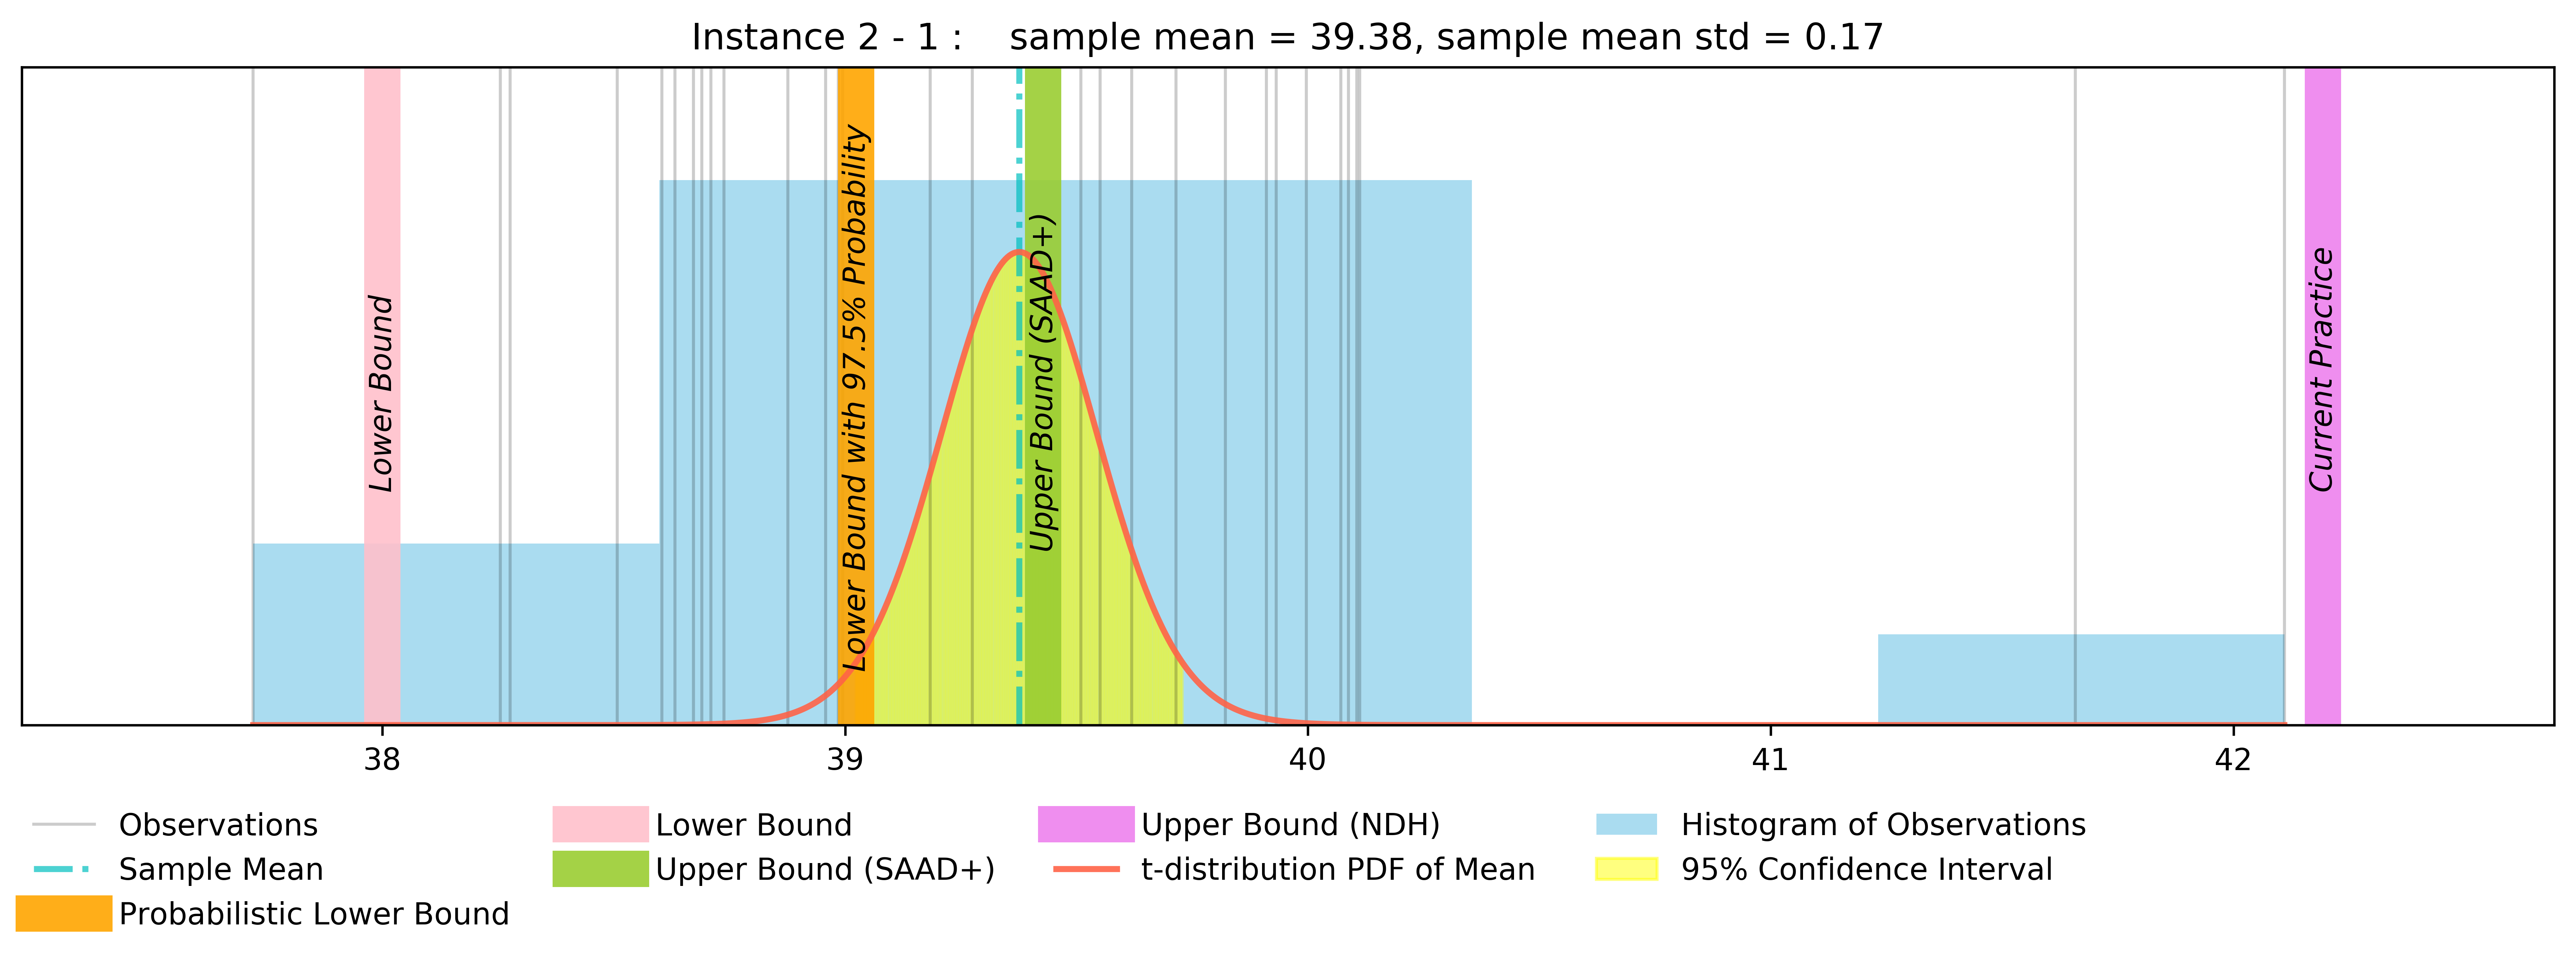 Instance 2 - 1 :    sample mean = 39.38, sample mean std = 0.17
Lower Bound
Lower Bound with 97.5% Probability
Upper Bound (SAAD+)
Current Practice
38
39
40
41
42
Observations
Sample Mean
Probabilistic Lower Bound
Lower Bound
Upper Bound (SAAD+)
Upper Bound (NDH)
t-distribution PDF of Mean
Histogram of Observations
95% Confidence Interval